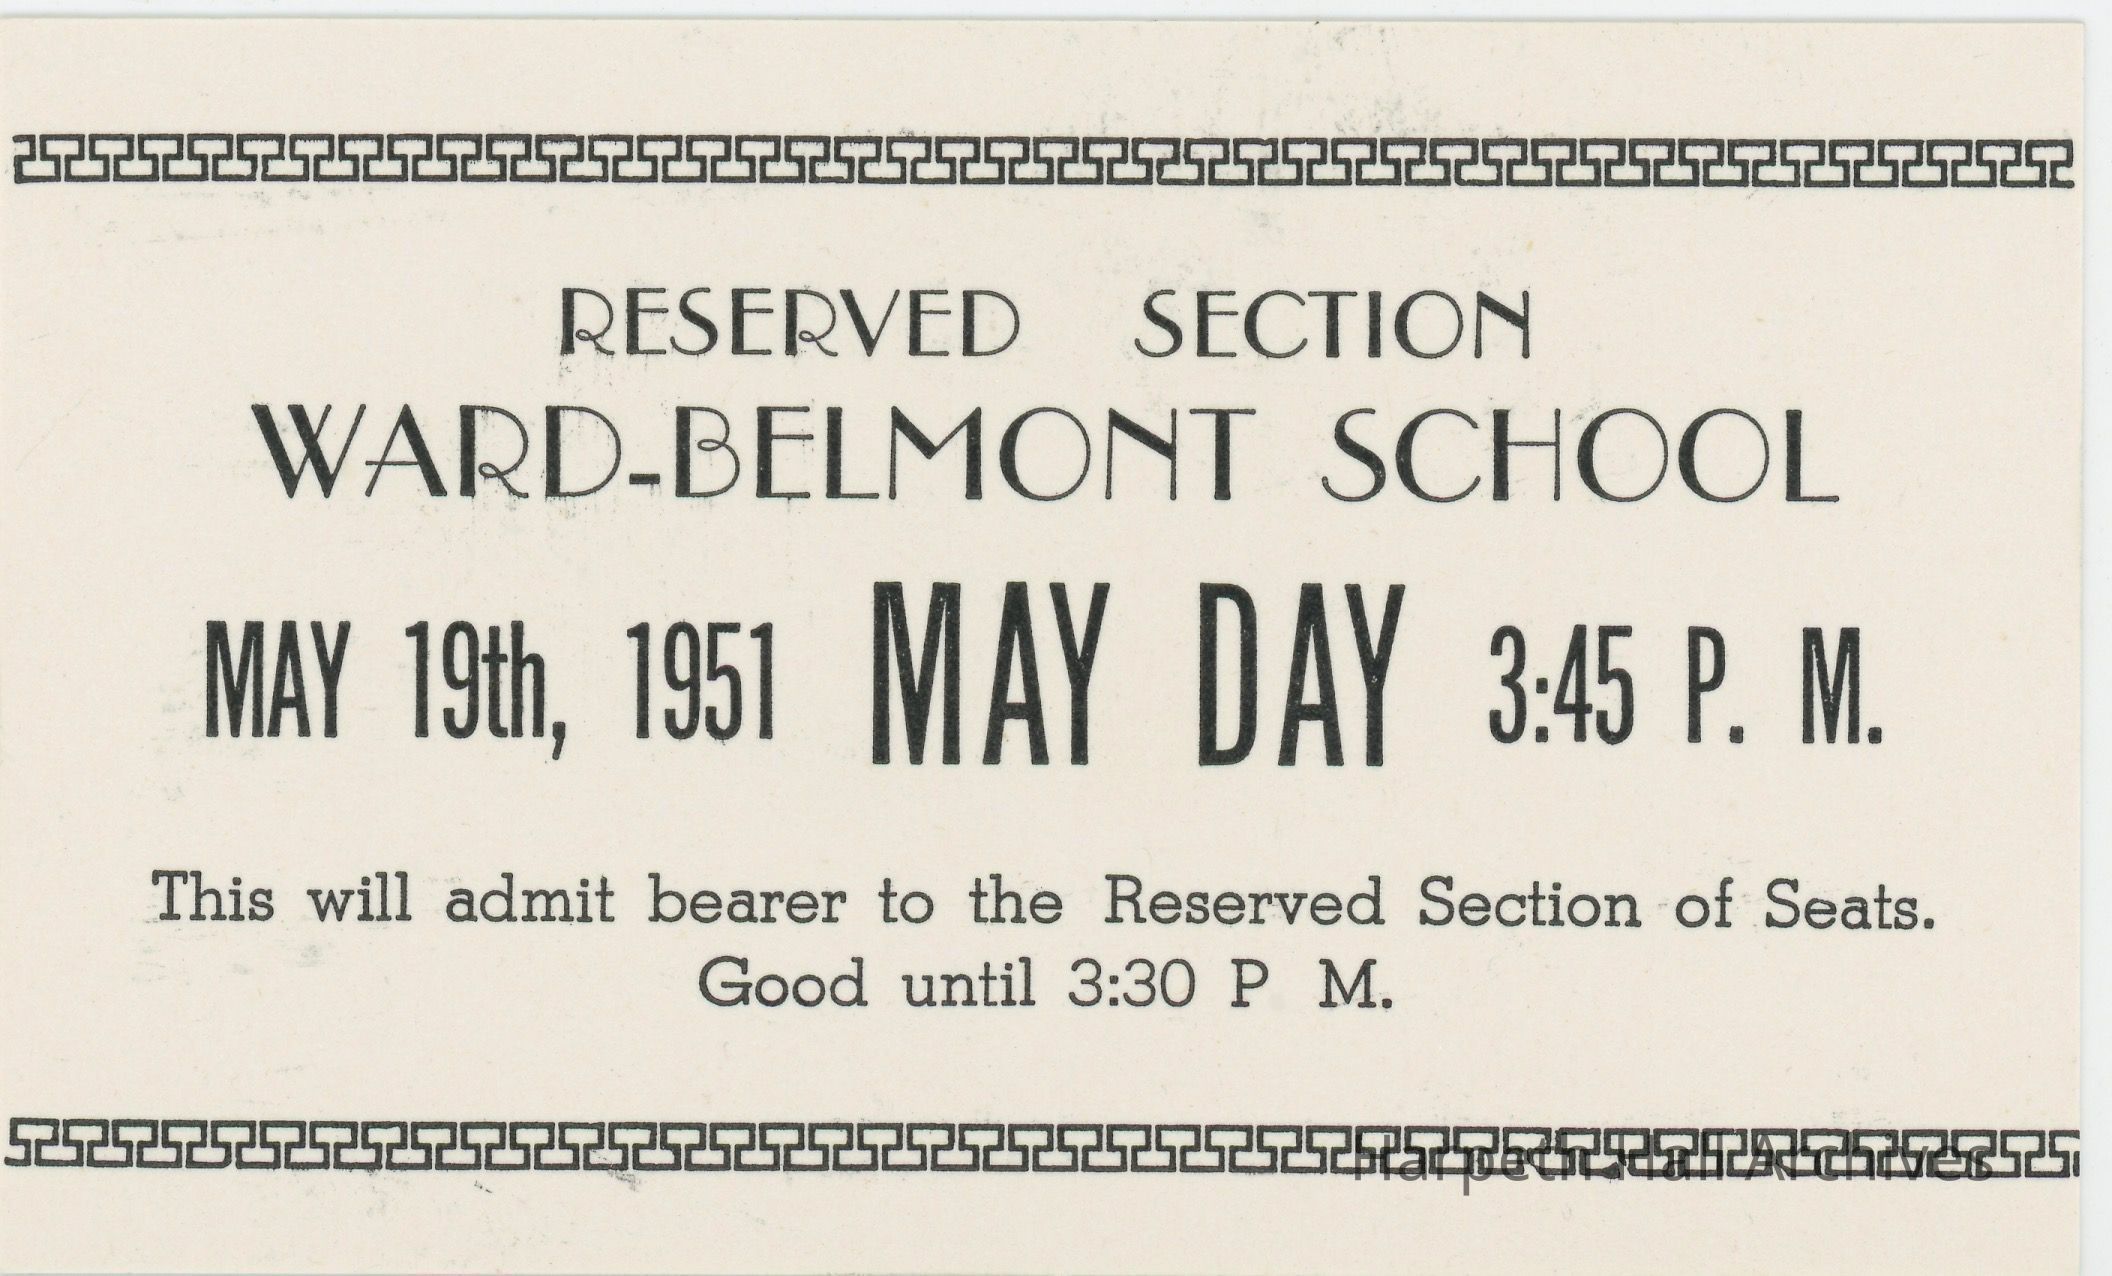 RESERVED SECTION
WARD-BELMONT SCHOOL
MAY 19th, 1951 MAY DAY 3:45 P. M.
This will admit bearer to the Reserved Section of Seats.
Good until 3:30 P M.
Harpeth Hall Archives